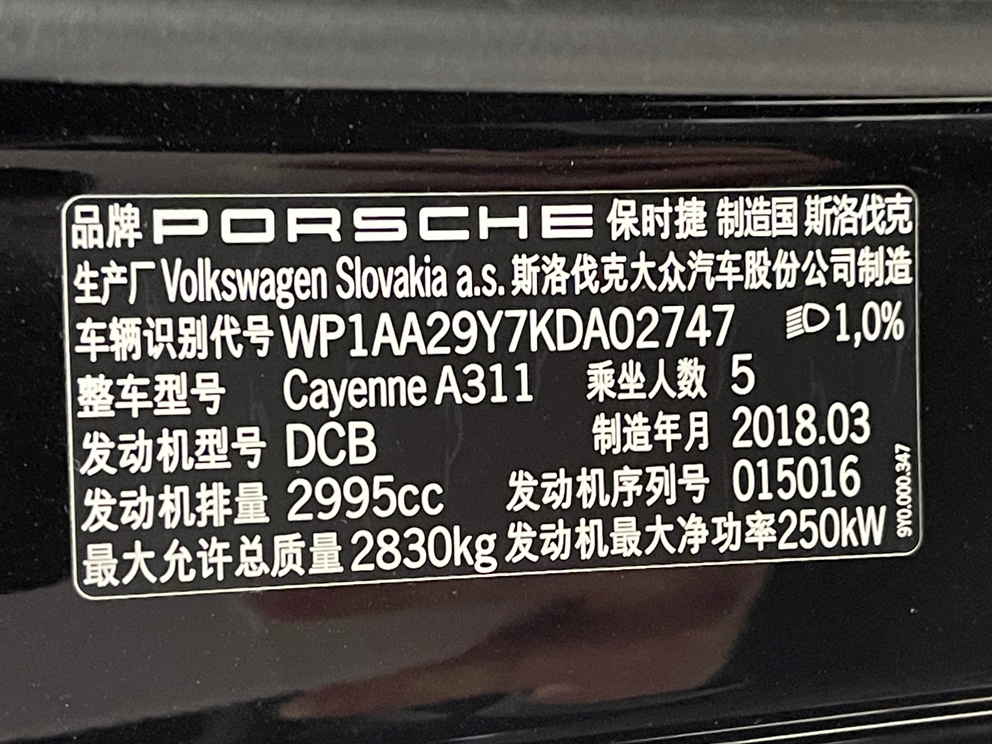 品牌 PORSCHE 保时捷 制造国 斯洛伐克
生产厂 Volkswagen Slovakia a.s. 斯洛伐克大众汽车股份公司制造
车辆识别代号 WP1AA29Y7KDA02747 1,0%
整车型号 Cayenne A311 乘坐人数 5
发动机型号 DCB 制造年月 2018.03
发动机排量 2995cc 发动机序列号 015016
最大允许总质量 2830kg 发动机最大净功率 250kW
9Y0.000.347